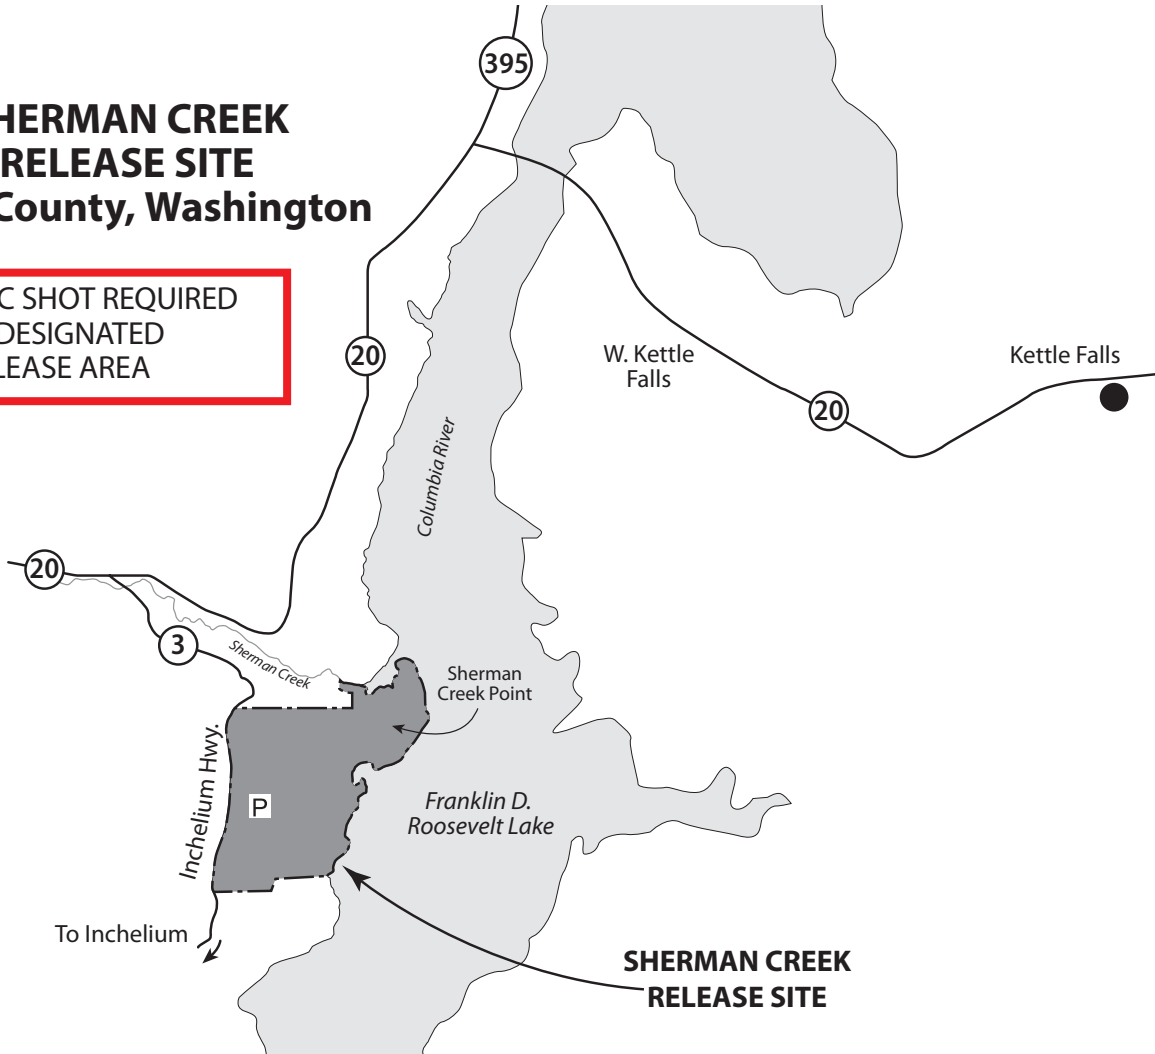 395
HERMAN CREEK
RELEASE SITE
County, Washington
C SHOT REQUIRED
DESIGNATED
LEASE AREA
20
W. Kettle
Falls
Kettle Falls
20
Columbia River
20
3
Sherman Creek
Sherman
Creek Point
Inchelium Hwy.
P
Franklin D.
Roosevelt Lake
To Inchelium
SHERMAN CREEK
RELEASE SITE